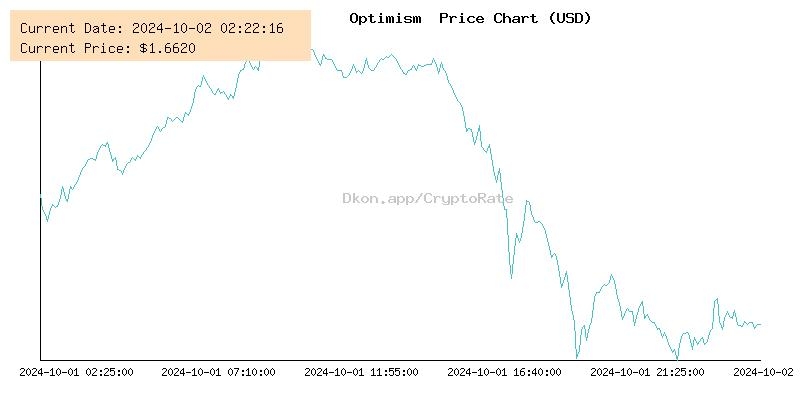 Optimism Price Chart (USD)
Current Date: 2024-10-02 02:22:16
Current Price: $1.6620
Dkon.app/CryptoRate
2024-10-01 02:25:00 2024-10-01 07:10:00 2024-10-01 11:55:00 2024-10-01 16:40:00 2024-10-01 21:25:00 2024-10-02